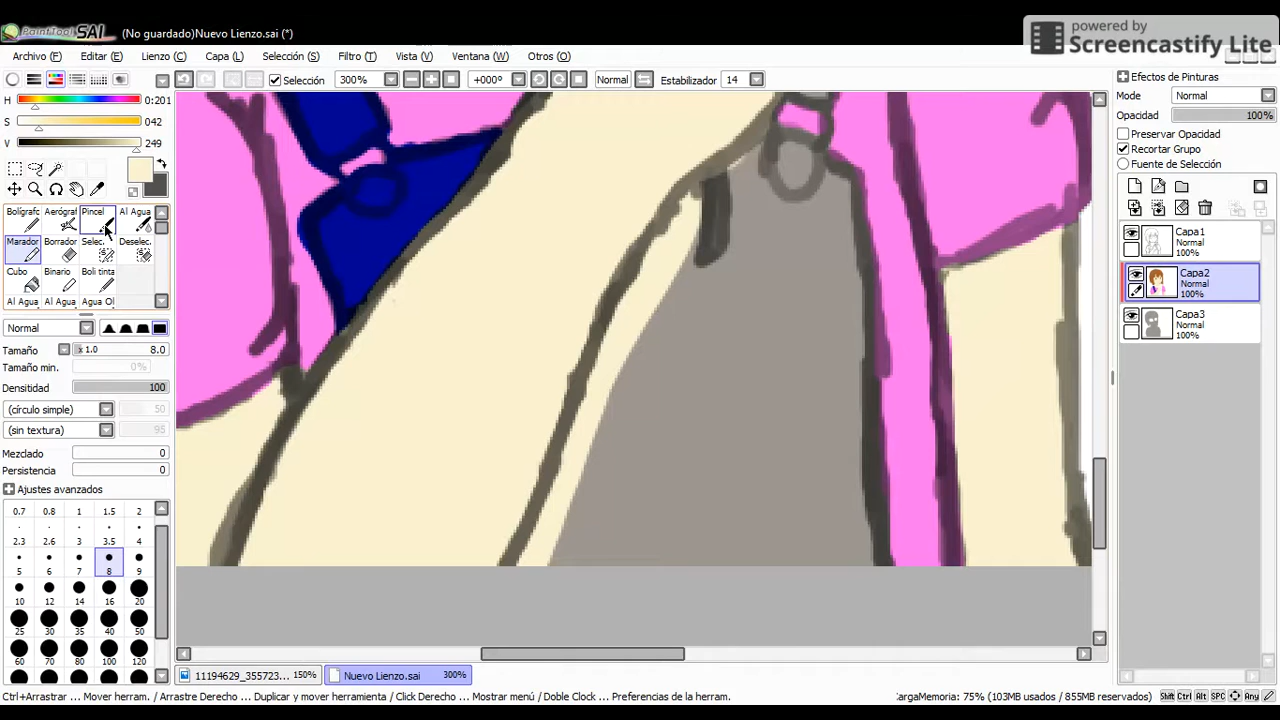 PaintTool SAI (No guardado)Nuevo Lienzo.sai (*)
powered by
Screencastify Lite
Archivo (F) Editar (E) Lienzo (C) Capa (L) Selección (S) Filtro (T) Vista (V) Ventana (W) Otros (O)
Selección 300% +000º Normal Estabilizador 14
H 0:201
S 042
V 249
Bolígrafc Aerógraf Pincel Al Agua
Marador Borrador Selec. Deselec.
Cubo Binario Boli tinta
Al Agua Al Agua Agua Ol
Normal
Tamaño x 1.0 8.0
Tamaño min. 0%
Densitidad 100
(círculo simple) 50
(sin textura) 95
Mezclado 0
Persistencia 0
Ajustes avanzados
0.7 0.8 1 1.5 2
2.3 2.6 3 3.5 4
5 6 7 8 9
10 12 14 16 20
25 30 35 40 50
60 70 80 100 120
Efectos de Pinturas
Mode Normal
Opacidad 100%
Preservar Opacidad
Recortar Grupo
Fuente de Selección
Capa1
Normal
100%
Capa2
Normal
100%
Capa3
Normal
100%
11194629_355723... 150% Nuevo Lienzo.sai 300%
Ctrl+Arrastrar ... Mover herram. / Arrastre Derecho ... Duplicar y mover herramienta / Click Derecho ... Mostrar menú / Doble Clock ... Preferencias de la herram.
:argaMemoria: 75% (103MB usados / 855MB reservados) Shift Ctrl Alt SPC Any